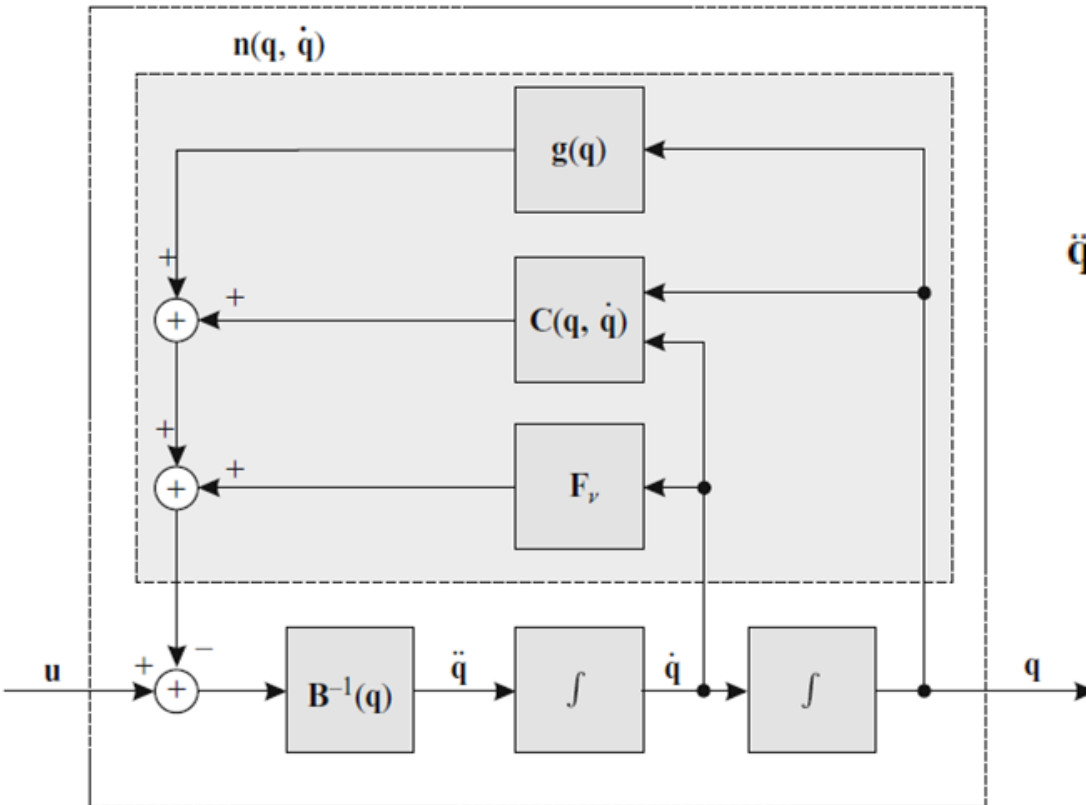 n(q, q̇)
g(q)
q̈
+
+
C(q, q̇)
+
+
+
F_ν
+
+
−
u
+
+
B⁻¹(q)
q̈
∫
q̇
∫
q